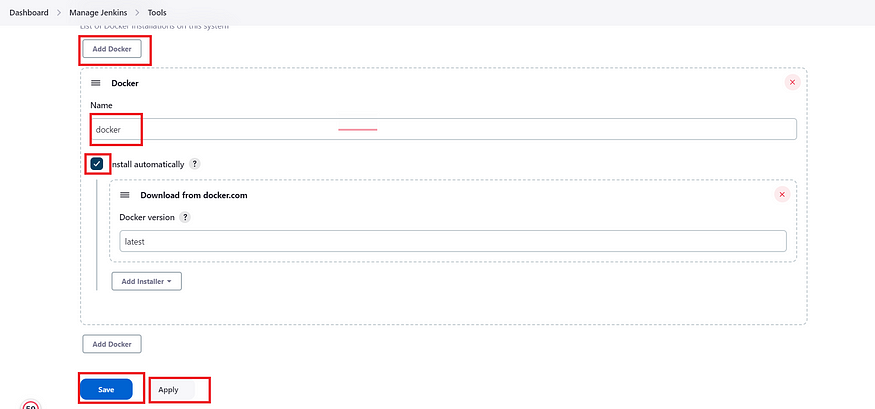 Dashboard > Manage Jenkins > Tools
List of Docker installations on this system
Add Docker
Docker
Name
docker
nstall automatically ?
Download from docker.com
Docker version ?
latest
Add Installer
Add Docker
Save Apply
50